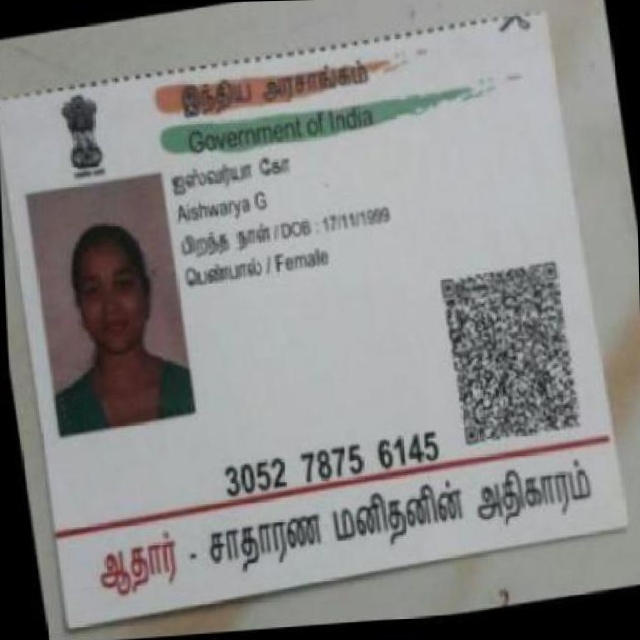 இந்திய அரசாங்கம்
Government of India
ஐஸ்வர்யா கோ
Aishwarya G
பிறந்த நாள் / DOB : 17/11/1999
பெண்பால் / Female
3052 7875 6145
ஆதார் - சாதாரண மனிதனின் அதிகாரம்